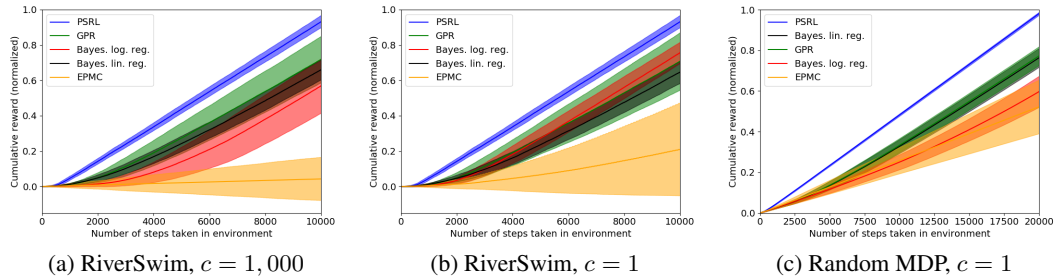 1.0
0.8
0.6
0.4
0.2
0.0
Cumulative reward (normalized)
PSRL
GPR
Bayes. log. reg.
Bayes. lin. reg.
EPMC
0 2000 4000 6000 8000 10000
Number of steps taken in environment
(a) RiverSwim, c = 1,000
1.0
0.8
0.6
0.4
0.2
0.0
Cumulative reward (normalized)
PSRL
GPR
Bayes. log. reg.
Bayes. lin. reg.
EPMC
0 2000 4000 6000 8000 10000
Number of steps taken in environment
(b) RiverSwim, c = 1
1.0
0.8
0.6
0.4
0.2
0.0
Cumulative reward (normalized)
PSRL
Bayes. lin. reg.
GPR
Bayes. log. reg.
EPMC
0 2500 5000 7500 10000 12500 15000 17500 20000
Number of steps taken in environment
(c) Random MDP, c = 1